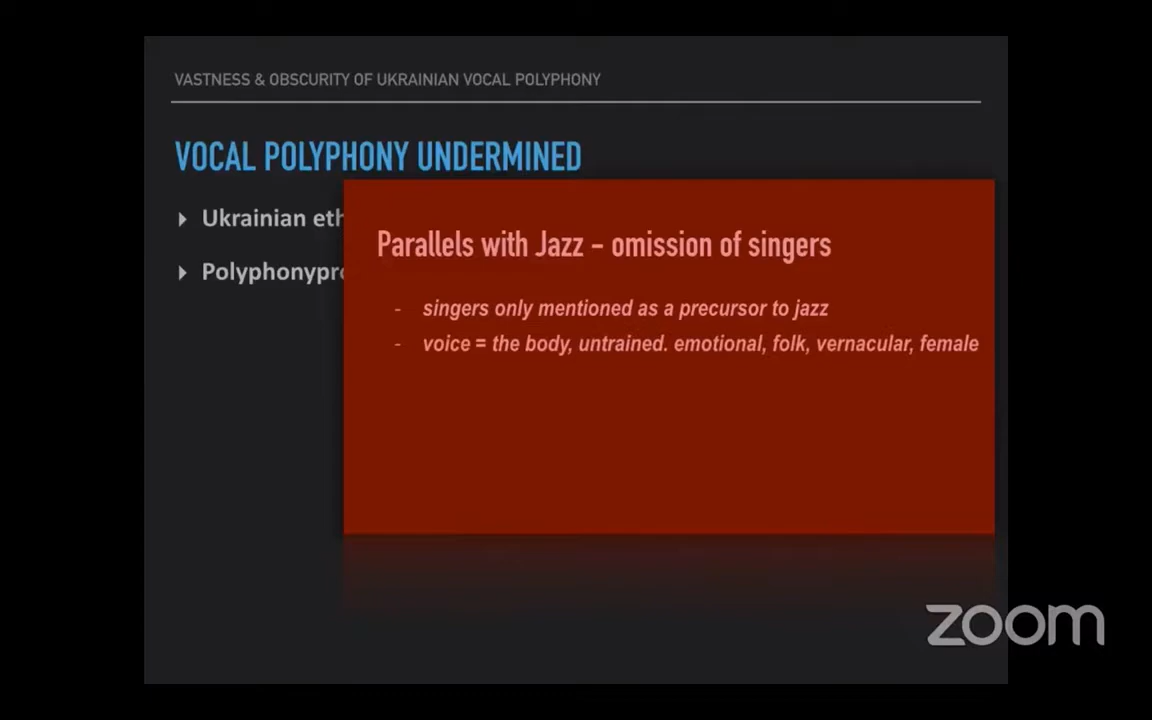 VASTNESS & OBSCURITY OF UKRAINIAN VOCAL POLYPHONY
VOCAL POLYPHONY UNDERMINED
Ukrainian eth
Polyphonypro
Parallels with Jazz - omission of singers
- singers only mentioned as a precursor to jazz
- voice = the body, untrained. emotional, folk, vernacular, female
zoom